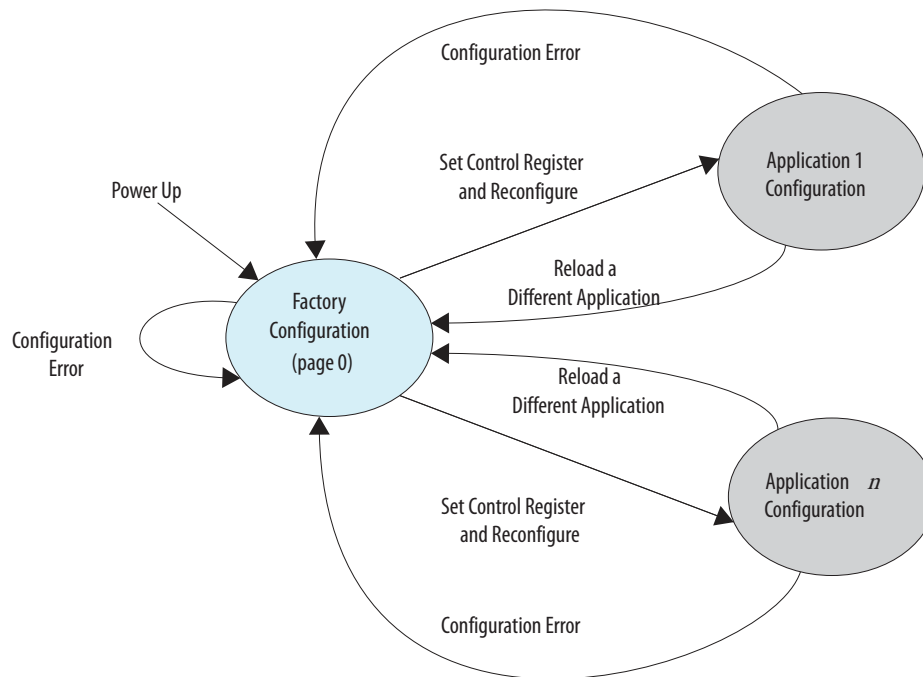 Configuration Error
Set Control Register
and Reconfigure
Application 1
Configuration
Power Up
Reload a
Different Application
Factory
Configuration
(page 0)
Configuration
Error
Reload a
Different Application
Application n
Configuration
Set Control Register
and Reconfigure
Configuration Error